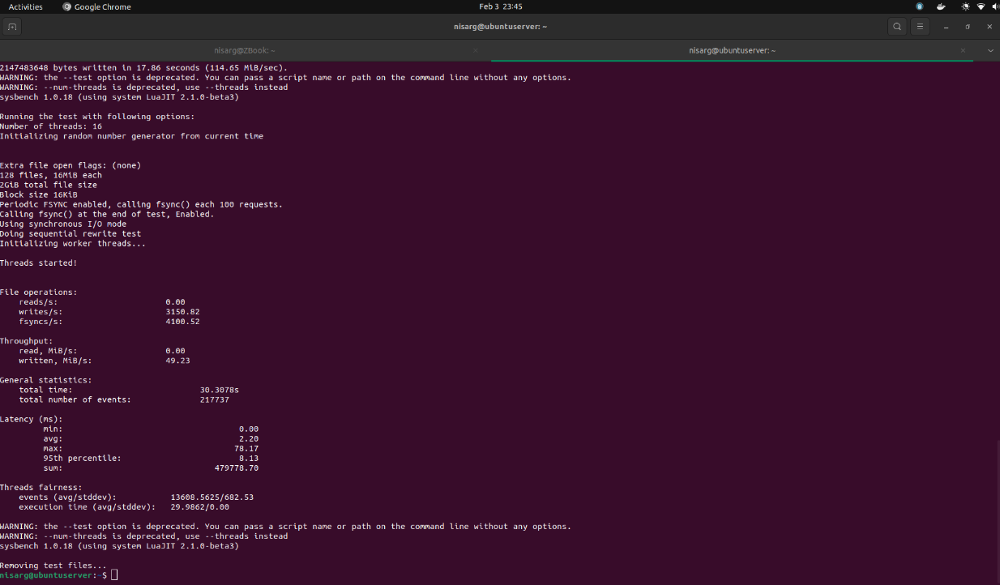 Activities Google Chrome Feb 3 23:45
nisarg@ubuntuserver: ~
nisarg@ZBook: ~ nisarg@ubuntuserver: ~
2147483648 bytes written in 17.86 seconds (114.65 MiB/sec).
WARNING: the --test option is deprecated. You can pass a script name or path on the command line without any options.
WARNING: --num-threads is deprecated, use --threads instead
sysbench 1.0.18 (using system LuaJIT 2.1.0-beta3)
Running the test with following options:
Number of threads: 16
Initializing random number generator from current time
Extra file open flags: (none)
128 files, 16MiB each
2GiB total file size
Block size 16KiB
Periodic FSYNC enabled, calling fsync() each 100 requests.
Calling fsync() at the end of test, Enabled.
Using synchronous I/O mode
Doing sequential rewrite test
Initializing worker threads...
Threads started!
File operations:
reads/s: 0.00
writes/s: 3150.82
fsyncs/s: 4100.52
Throughput:
read, MiB/s: 0.00
written, MiB/s: 49.23
General statistics:
total time: 30.3078s
total number of events: 217737
Latency (ms):
min: 0.00
avg: 2.20
max: 78.17
95th percentile: 8.13
sum: 479778.70
Threads fairness:
events (avg/stddev): 13608.5625/682.53
execution time (avg/stddev): 29.9862/0.00
WARNING: the --test option is deprecated. You can pass a script name or path on the command line without any options.
WARNING: --num-threads is deprecated, use --threads instead
sysbench 1.0.18 (using system LuaJIT 2.1.0-beta3)
Removing test files...
nisarg@ubuntuserver:~$